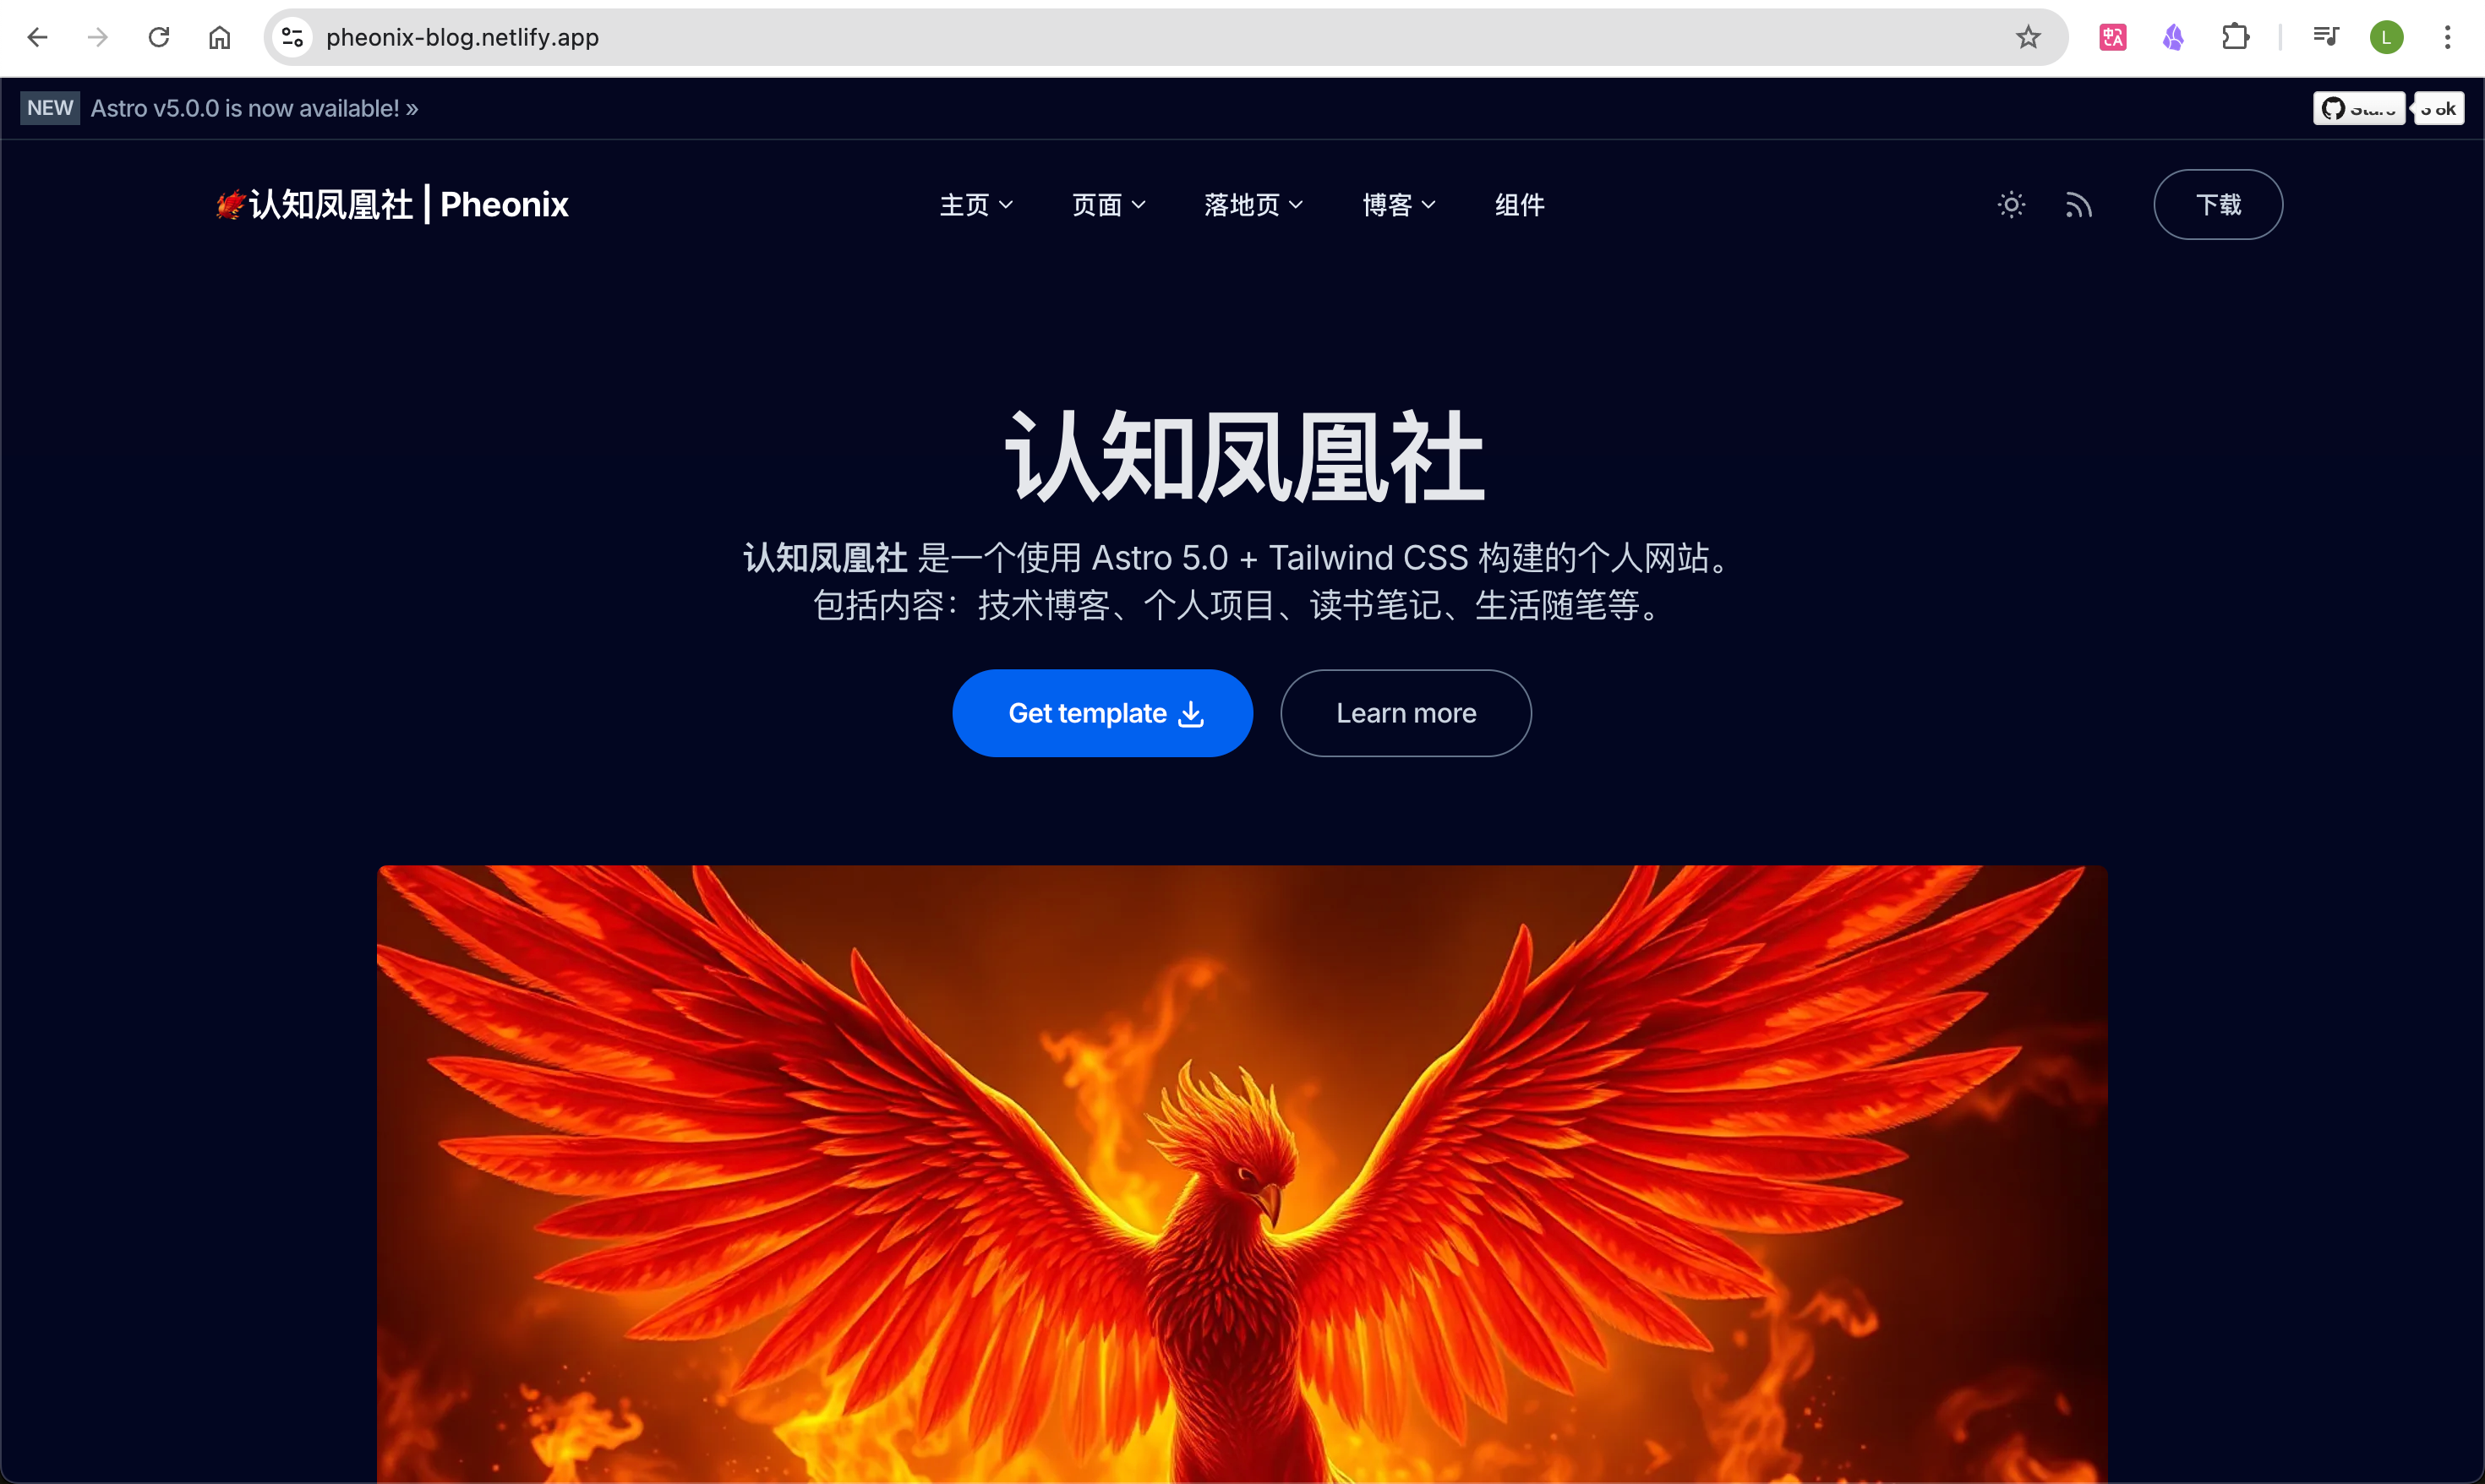 pheonix-blog.netlify.app
L
NEW Astro v5.0.0 is now available! »
认知凤凰社 | Pheonix
主页 页面 落地页 博客 组件
下载
认知凤凰社
认知凤凰社 是一个使用 Astro 5.0 + Tailwind CSS 构建的个人网站。
包括内容：技术博客、个人项目、读书笔记、生活随笔等。
Get template
Learn more